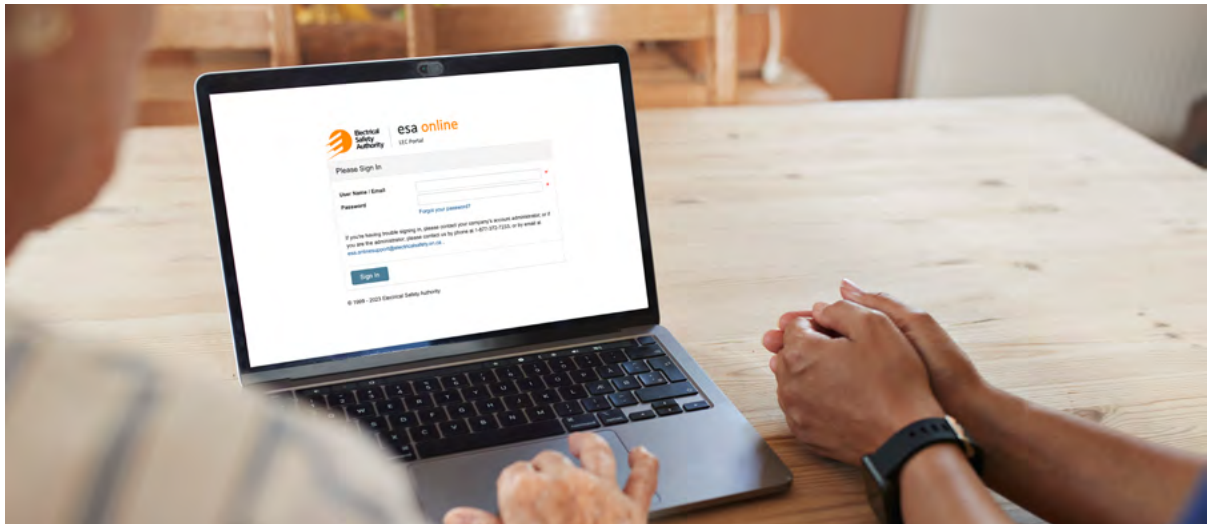 Electrical
Safety
Authority
esa online
LEC Portal
Please Sign In
User Name / Email
*
Password
*
Forgot your password?
If you're having trouble signing in, please contact your company's account administrator, or if
you are the administrator, please contact us by phone at 1-877-372-7233, or by email at
esa.onlinesupport@electricalsafety.on.ca .
Sign In
© 1999 - 2023 Electrical Safety Authority